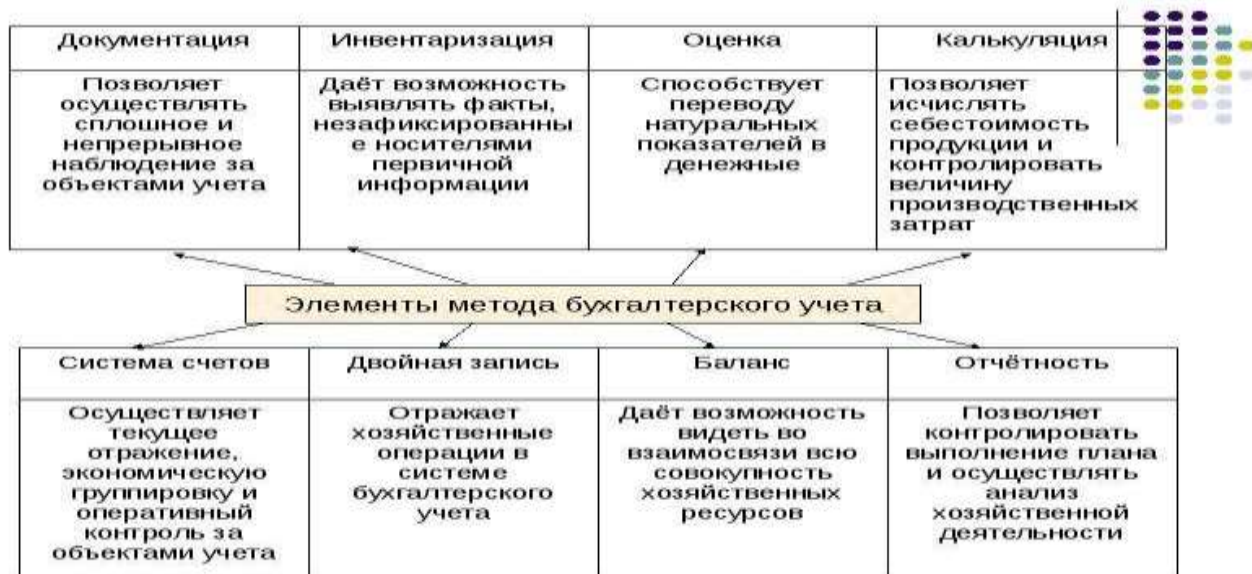 Документация
Инвентаризация
Оценка
Калькуляция
Позволяет
осуществлять
сплошное и
непрерывное
наблюдение за
объектами учета
Даёт возможность
выявлять факты,
незафиксированны
е носителями
первичной
информации
Способствует
переводу
натуральных
показателей в
денежные
Позволяет
исчислять
себестоимость
продукции и
контролировать
величину
производственных
затрат
Элементы метода бухгалтерского учета
Система счетов
Двойная запись
Баланс
Отчётность
Осуществляет
текущее
отражение,
экономическую
группировку и
оперативный
контроль за
объектами учета
Отражает
хозяйственные
операции в
системе
бухгалтерского
учета
Даёт возможность
видеть во
взаимосвязи всю
совокупность
хозяйственных
ресурсов
Позволяет
контролировать
выполнение плана
и осуществлять
анализ
хозяйственной
деятельности